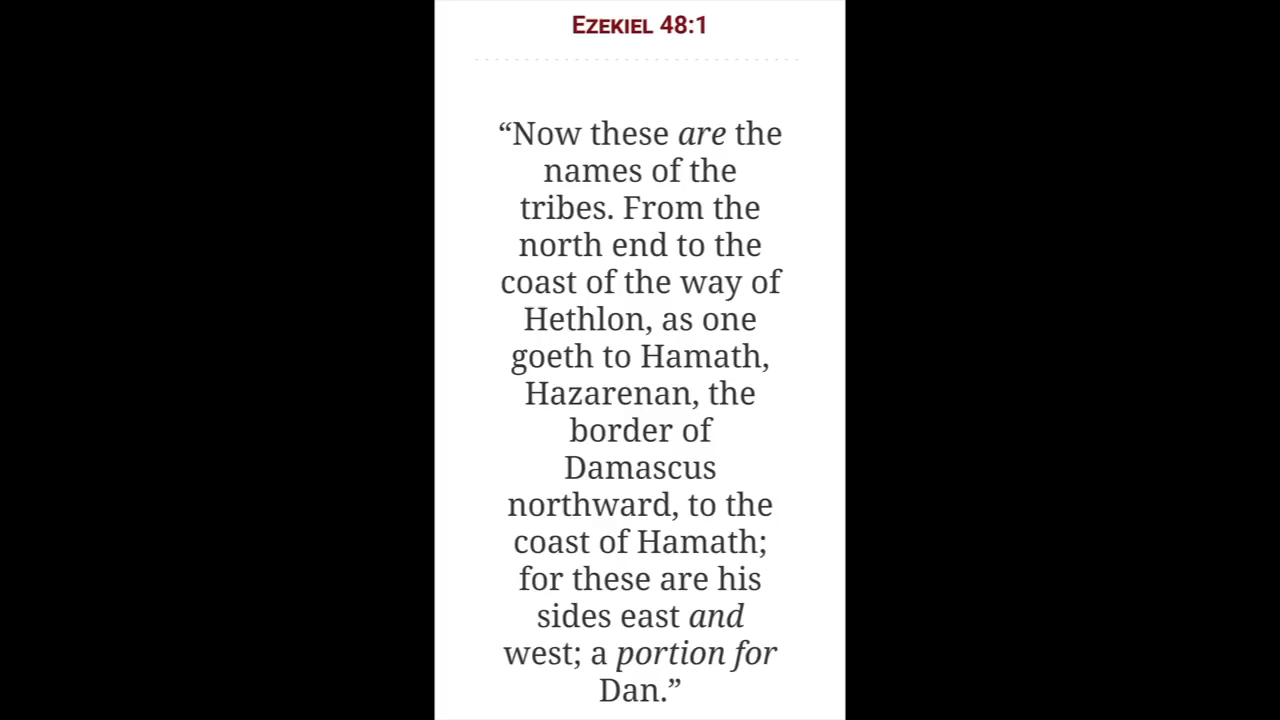 Ezekiel 48:1
“Now these are the
names of the
tribes. From the
north end to the
coast of the way of
Hethlon, as one
goeth to Hamath,
Hazarenan, the
border of
Damascus
northward, to the
coast of Hamath;
for these are his
sides east and
west; a portion for
Dan.”